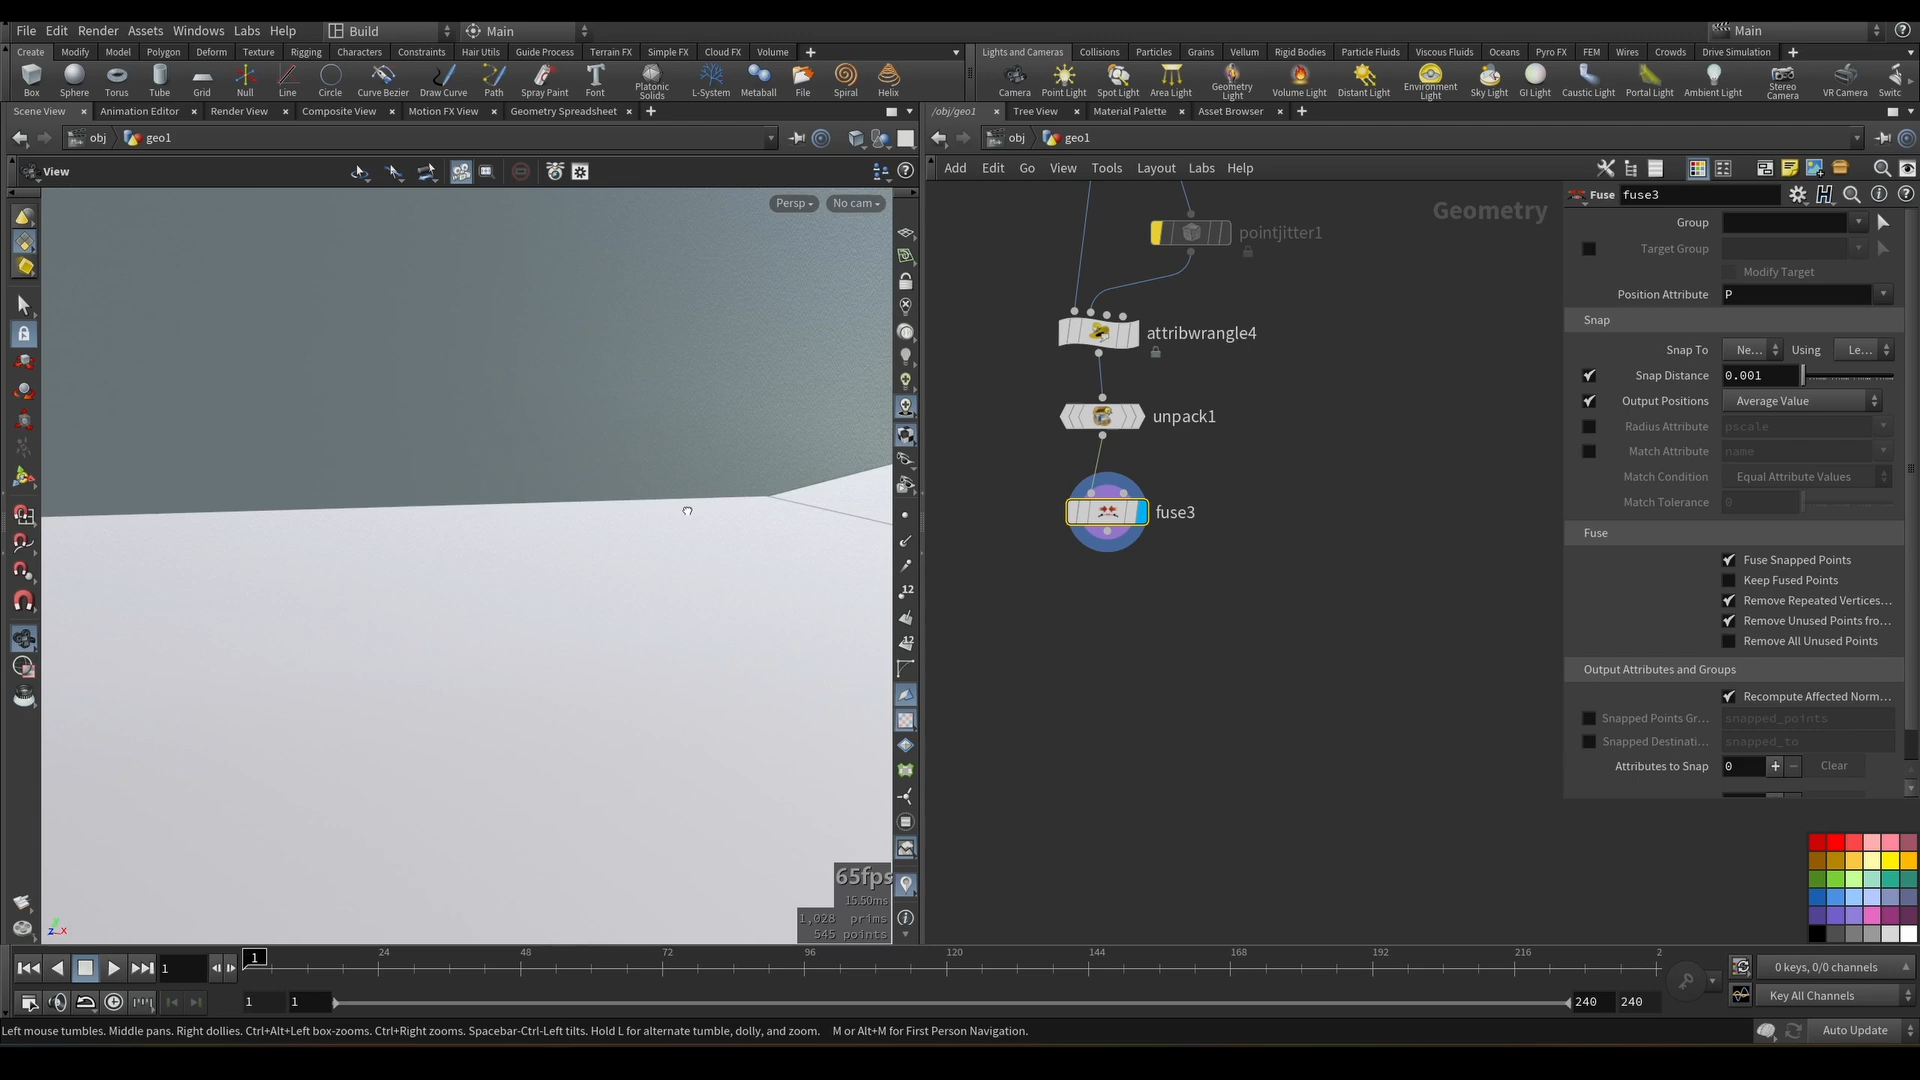 File Edit Render Assets Windows Labs Help Build Main Main
Create Modify Model Polygon Deform Texture Rigging Characters Constraints Hair Utils Guide Process Terrain FX Simple FX Cloud FX Volume
Lights and Cameras Collisions Particles Grains Vellum Rigid Bodies Particle Fluids Viscous Fluids Oceans Pyro FX FEM Wires Crowds Drive Simulation
Box Sphere Torus Tube Grid Null Line Circle Curve Bezier Draw Curve Path Spray Paint Font Platonic Solids L-System Metaball File Spiral Helix
Camera Point Light Spot Light Area Light Geometry Light Volume Light Distant Light Environment Light Sky Light GI Light Caustic Light Portal Light Ambient Light Stereo Camera VR Camera Switc
Scene View Animation Editor Render View Composite View Motion FX View Geometry Spreadsheet
/obj/geo1 Tree View Material Palette Asset Browser
obj geo1
obj geo1
View
Add Edit Go View Tools Layout Labs Help
Persp No cam
Geometry
pointjitter1
attribwrangle4
unpack1
fuse3
Fuse fuse3
Group
Target Group
Modify Target
Position Attribute P
Snap
Snap To Ne... Using Le...
Snap Distance 0.001
Output Positions Average Value
Radius Attribute pscale
Match Attribute name
Match Condition Equal Attribute Values
Match Tolerance 0
Fuse
Fuse Snapped Points
Keep Fused Points
Remove Repeated Vertices...
Remove Unused Points fro...
Remove All Unused Points
Output Attributes and Groups
Recompute Affected Norm...
Snapped Points Gr... snapped_points
Snapped Destinati... snapped_to
Attributes to Snap 0 Clear
12
12
65fps
15.50ms
1,028 prims
545 points
z x
1 1 24 48 72 96 120 144 168 192 216 2
0 keys, 0/0 channels
1 1 240 240
Key All Channels
Left mouse tumbles. Middle pans. Right dollies. Ctrl+Alt+Left box-zooms. Ctrl+Right zooms. Spacebar-Ctrl-Left tilts. Hold L for alternate tumble, dolly, and zoom. M or Alt+M for First Person Navigation.
Auto Update